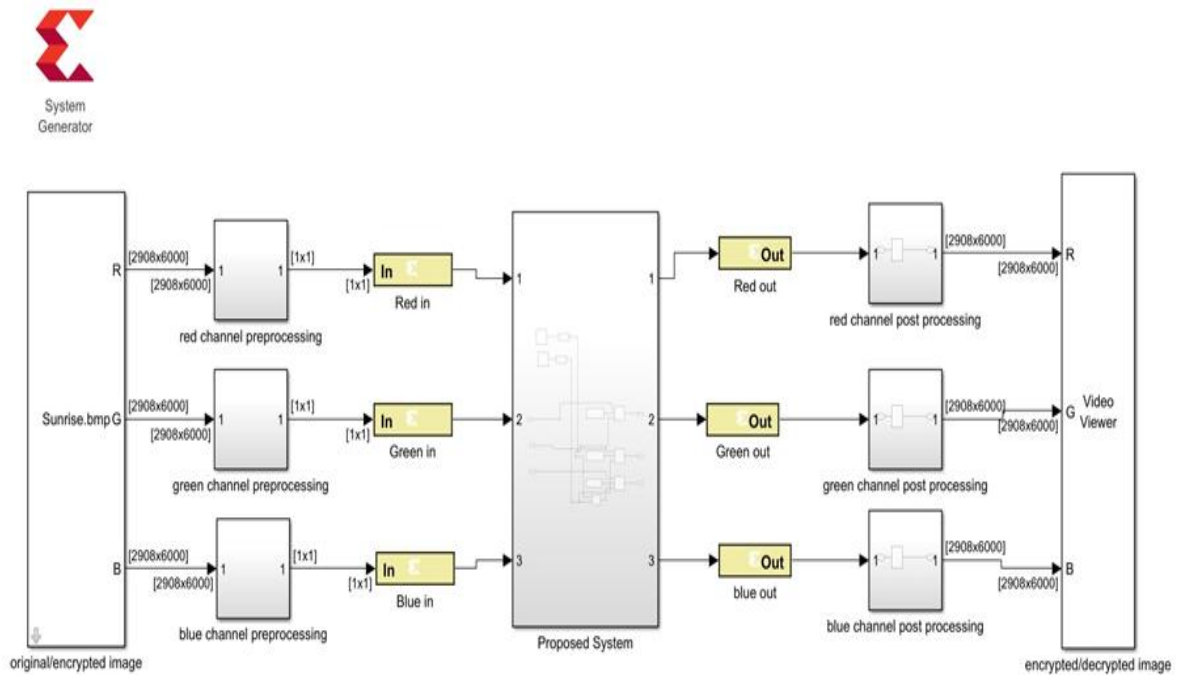 System
Generator
R
[2908x6000]
[2908x6000]
1
1
[1x1]
[1x1]
In
Red in
red channel preprocessing
1
1
Out
Red out
1
1
[2908x6000]
[2908x6000]
R
red channel post processing
Sunrise.bmp G
[2908x6000]
[2908x6000]
1
1
[1x1]
[1x1]
In
Green in
green channel preprocessing
2
2
Out
Green out
1
1
[2908x6000]
[2908x6000]
G
Video
Viewer
green channel post processing
B
[2908x6000]
[2908x6000]
1
1
[1x1]
[1x1]
In
Blue in
blue channel preprocessing
3
3
Out
blue out
1
1
[2908x6000]
[2908x6000]
B
blue channel post processing
Proposed System
original/encrypted image
encrypted/decrypted image